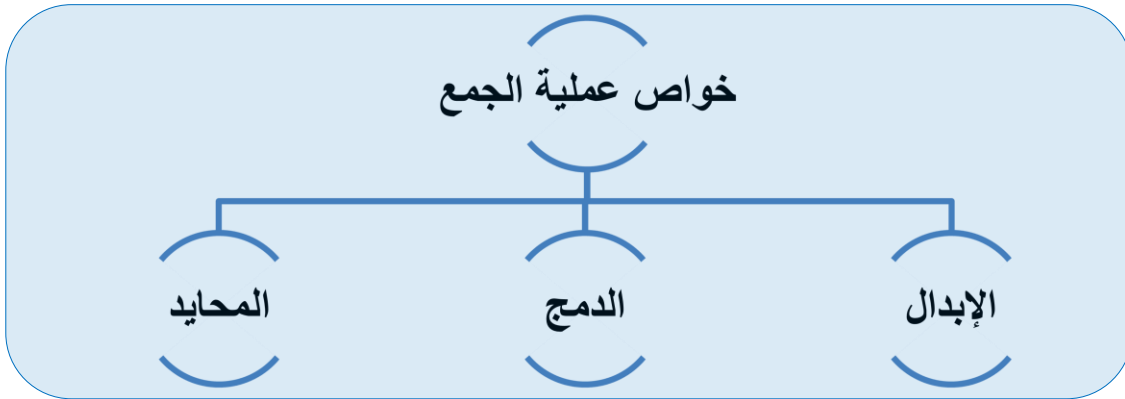 خواص عملية الجمع
الإبدال
الدمج
المحايد